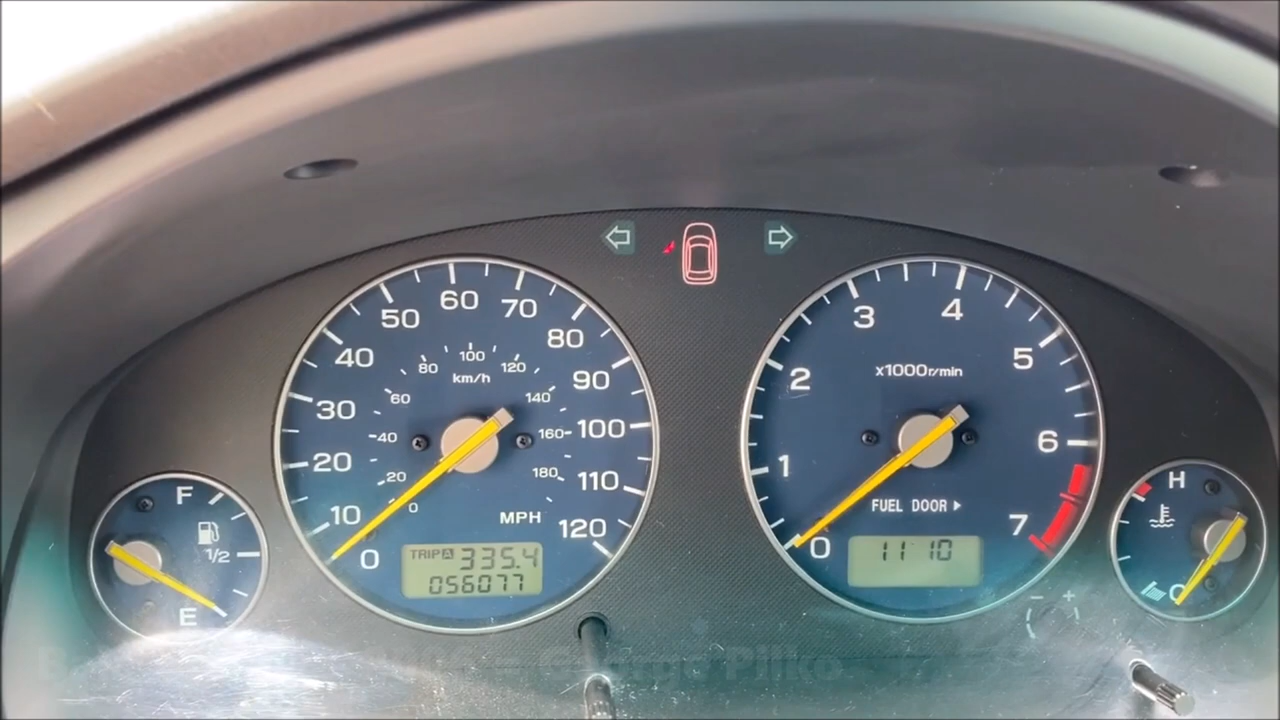 60
50 70
40 80
30 90
20 100
10 110
0 120
100
80 120
km/h
60 140
40 160
20 180
0
MPH
TRIP A 335.4
056077
3 4
2 5
x1000r/min
1 6
FUEL DOOR
0 7
11 10
- +
F
1/2
E
H
C